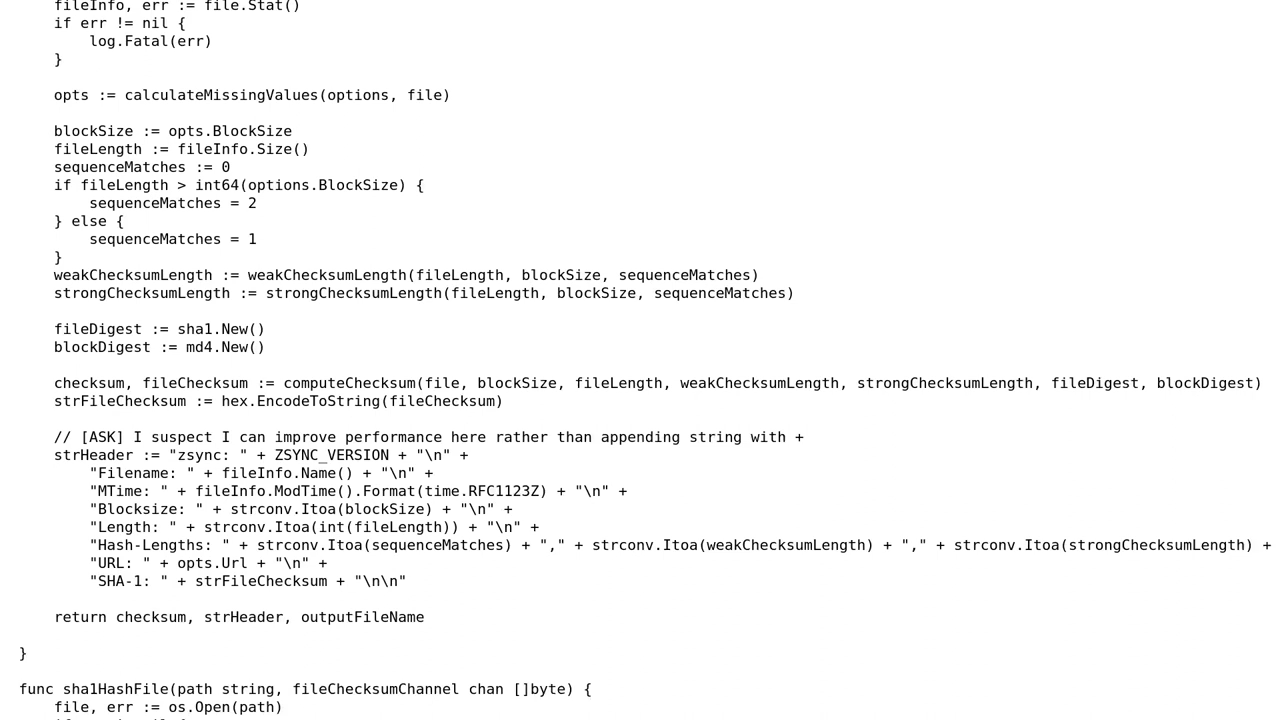 fileInfo, err := file.Stat()
if err != nil {
log.Fatal(err)
}
opts := calculateMissingValues(options, file)
blockSize := opts.BlockSize
fileLength := fileInfo.Size()
sequenceMatches := 0
if fileLength > int64(options.BlockSize) {
sequenceMatches = 2
} else {
sequenceMatches = 1
}
weakChecksumLength := weakChecksumLength(fileLength, blockSize, sequenceMatches)
strongChecksumLength := strongChecksumLength(fileLength, blockSize, sequenceMatches)
fileDigest := sha1.New()
blockDigest := md4.New()
checksum, fileChecksum := computeChecksum(file, blockSize, fileLength, weakChecksumLength, strongChecksumLength, fileDigest, blockDigest)
strFileChecksum := hex.EncodeToString(fileChecksum)
// [ASK] I suspect I can improve performance here rather than appending string with +
strHeader := "zsync: " + ZSYNC_VERSION + "\n" +
"Filename: " + fileInfo.Name() + "\n" +
"MTime: " + fileInfo.ModTime().Format(time.RFC1123Z) + "\n" +
"Blocksize: " + strconv.Itoa(blockSize) + "\n" +
"Length: " + strconv.Itoa(int(fileLength)) + "\n" +
"Hash-Lengths: " + strconv.Itoa(sequenceMatches) + "," + strconv.Itoa(weakChecksumLength) + "," + strconv.Itoa(strongChecksumLength) +
"URL: " + opts.Url + "\n" +
"SHA-1: " + strFileChecksum + "\n\n"
return checksum, strHeader, outputFileName
}
func sha1HashFile(path string, fileChecksumChannel chan []byte) {
file, err := os.Open(path)